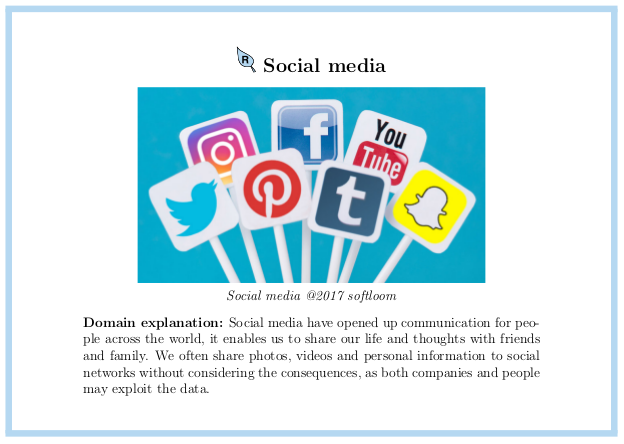 R
Social media
f
You
Tube
t
Social media @2017 softloom
Domain explanation: Social media have opened up communication for peo-
ple across the world, it enables us to share our life and thoughts with friends
and family. We often share photos, videos and personal information to social
networks without considering the consequences, as both companies and people
may exploit the data.